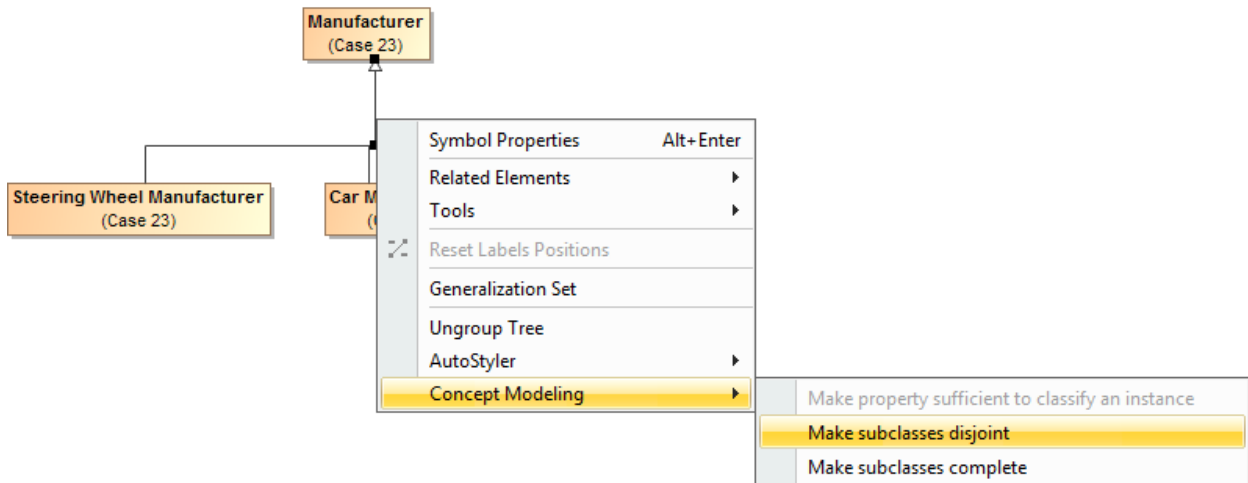 Manufacturer
(Case 23)
Steering Wheel Manufacturer
(Case 23)
Car
Symbol Properties Alt+Enter
Related Elements
Tools
Reset Labels Positions
Generalization Set
Ungroup Tree
AutoStyler
Concept Modeling
Make property sufficient to classify an instance
Make subclasses disjoint
Make subclasses complete